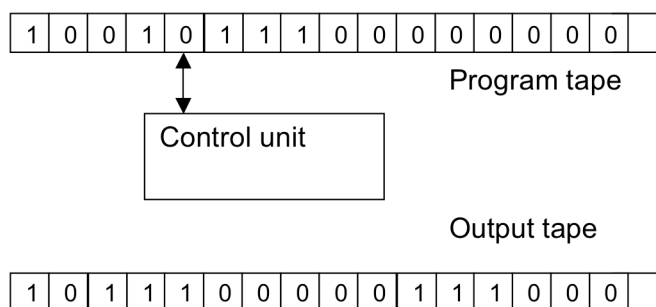 1 0 0 1 0 1 1 1 0 0 0 0 0 0 0 0
Program tape
Control unit
Output tape
1 0 1 1 1 0 0 0 0 0 1 1 1 0 0 0